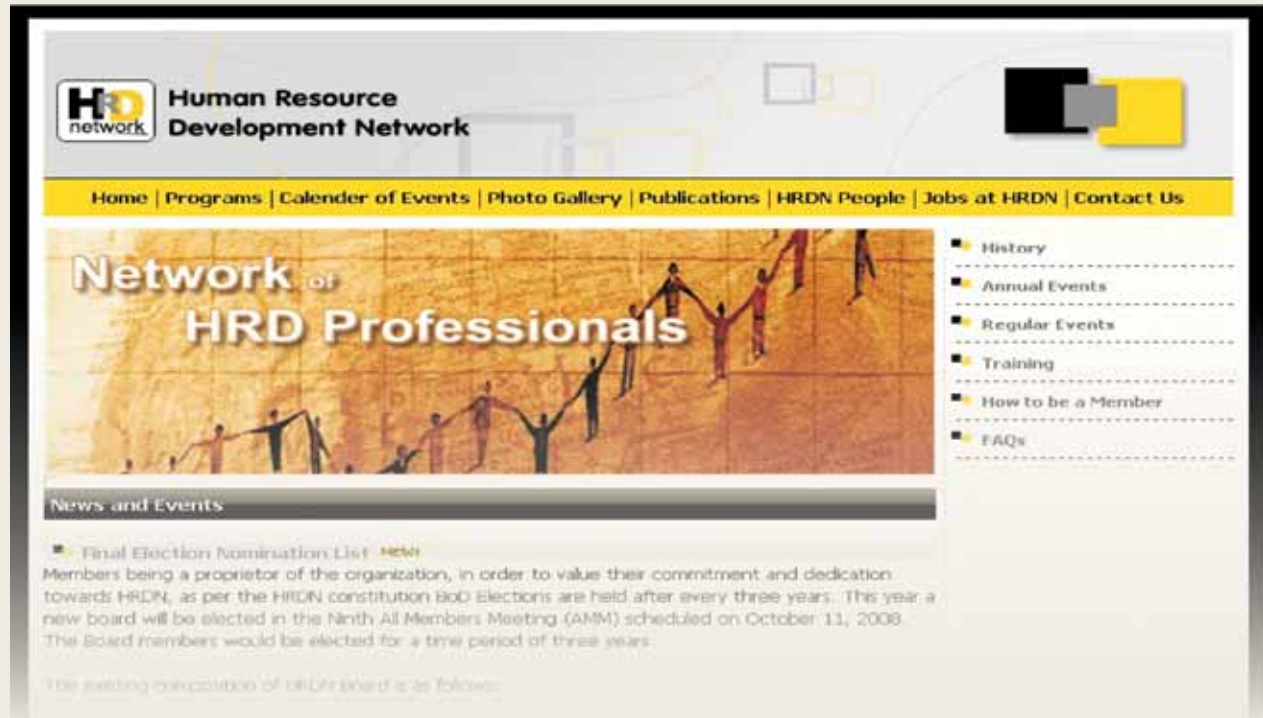 HRD
network
Human Resource
Development Network
Home | Programs | Calender of Events | Photo Gallery | Publications | HRDN People | Jobs at HRDN | Contact Us
Network of
HRD Professionals
History
Annual Events
Regular Events
Training
How to be a Member
FAQs
News and Events
Final Election Nomination List NEW!
Members being a proprietor of the organization, in order to value their commitment and dedication
towards HRDN, as per the HRDN constitution BoD Elections are held after every three years. This year a
new board will be elected in the Ninth All Members Meeting (AMM) scheduled on October 11, 2008.
The Board members would be elected for a time period of three years.
The existing composition of HRDN Board is as follows: